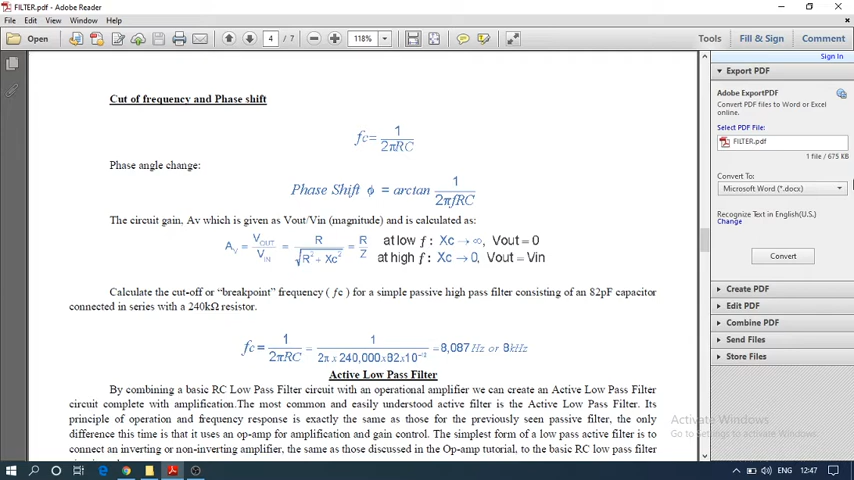 FILTER.pdf - Adobe Reader
File Edit View Window Help
Open 4 / 7 118% Tools Fill & Sign Comment
Sign In
Cut of frequency and Phase shift
fc= 1 / 2πRC
Phase angle change:
Phase Shift ϕ = arctan 1 / 2πfRC
The circuit gain, Av which is given as Vout/Vin (magnitude) and is calculated as:
AV = VOUT / VIN = R / √R² + Xc² = R / Z at low f : Xc → ∞, Vout = 0
at high f : Xc → 0, Vout = Vin
Calculate the cut-off or “breakpoint” frequency ( ƒc ) for a simple passive high pass filter consisting of an 82pF capacitor
connected in series with a 240kΩ resistor.
fc = 1 / 2πRC = 1 / 2π x 240,000 x 82 x 10⁻¹² = 8,087 Hz or 8kHz
Active Low Pass Filter
By combining a basic RC Low Pass Filter circuit with an operational amplifier we can create an Active Low Pass Filter
circuit complete with amplification.The most common and easily understood active filter is the Active Low Pass Filter. Its
principle of operation and frequency response is exactly the same as those for the previously seen passive filter, the only
difference this time is that it uses an op-amp for amplification and gain control. The simplest form of a low pass active filter is to
connect an inverting or non-inverting amplifier, the same as those discussed in the Op-amp tutorial, to the basic RC low pass filter
Export PDF
Adobe ExportPDF
Convert PDF files to Word or Excel
online.
Select PDF File:
FILTER.pdf
1 file / 675 KB
Convert To:
Microsoft Word (*.docx)
Recognize Text in English(U.S.)
Change
Convert
Create PDF
Edit PDF
Combine PDF
Send Files
Store Files
Activate Windows
Go to Settings to activate Windows.
ENG 12:47